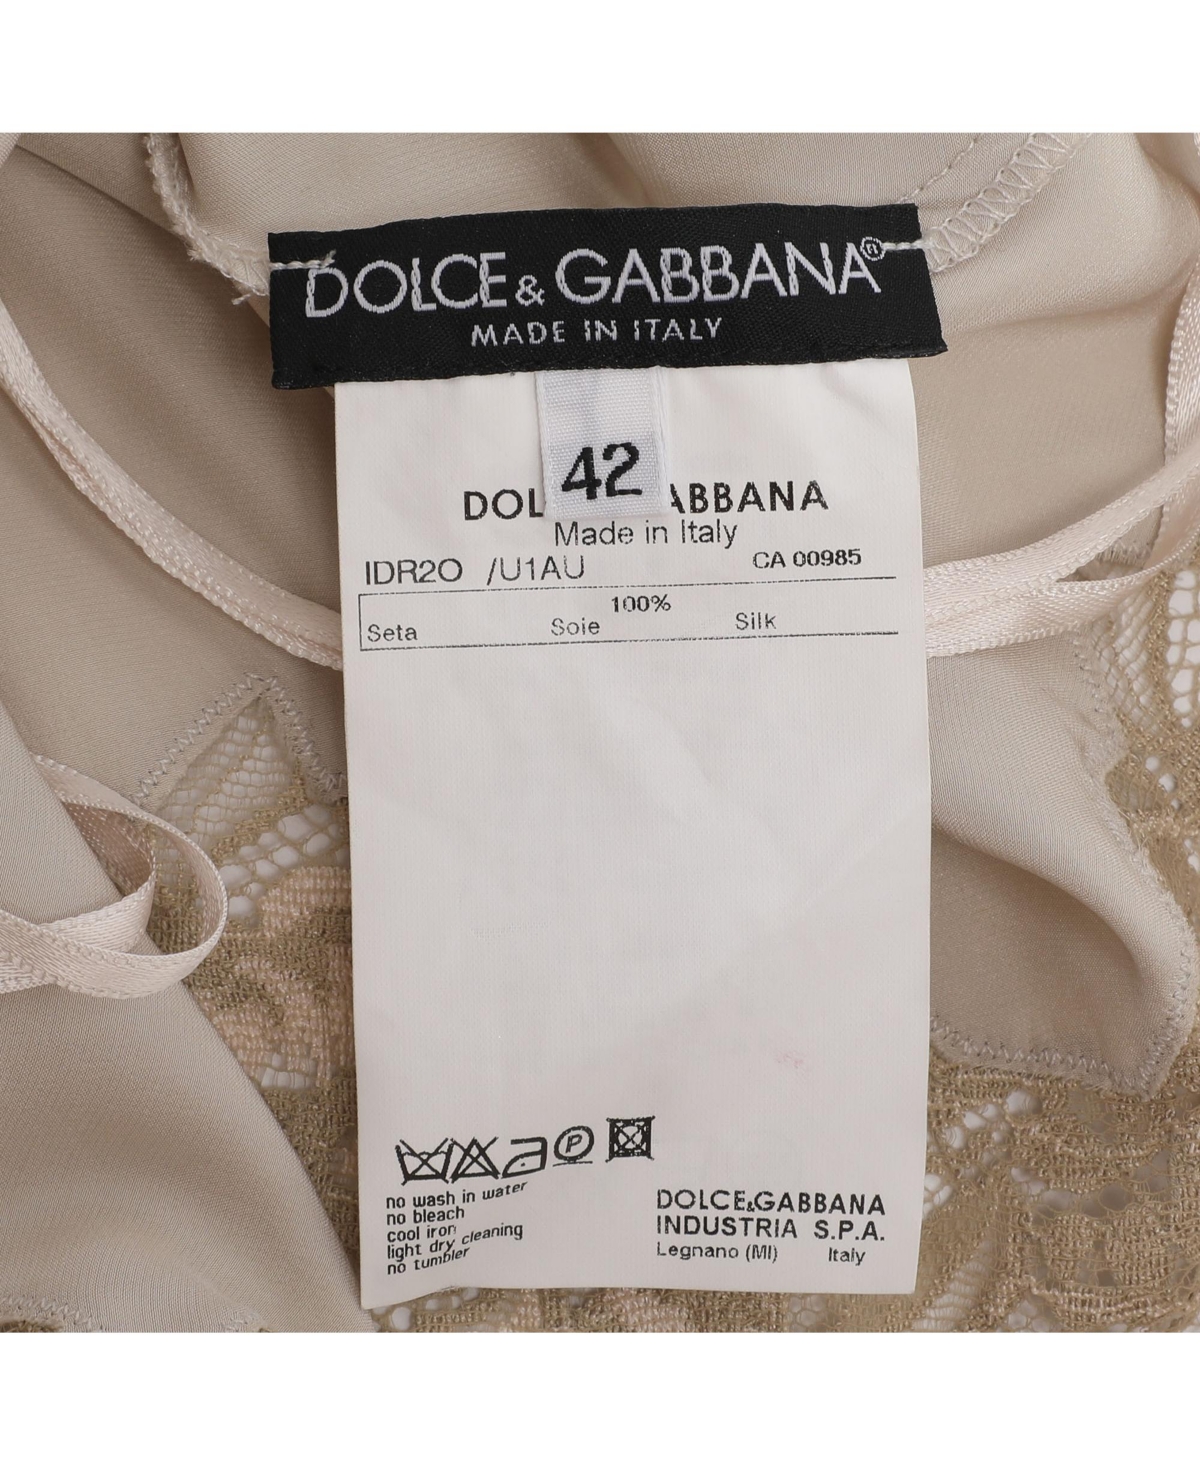 DOLCE & GABBANA®
MADE IN ITALY
42
DOL ABBANA
Made in Italy
IDR2O /U1AU CA 00985
100%
Seta Soie Silk
P
no wash in water
no bleach
cool iron
light dry cleaning
no tumbler
DOLCE&GABBANA
INDUSTRIA S.P.A.
Legnano (MI) Italy